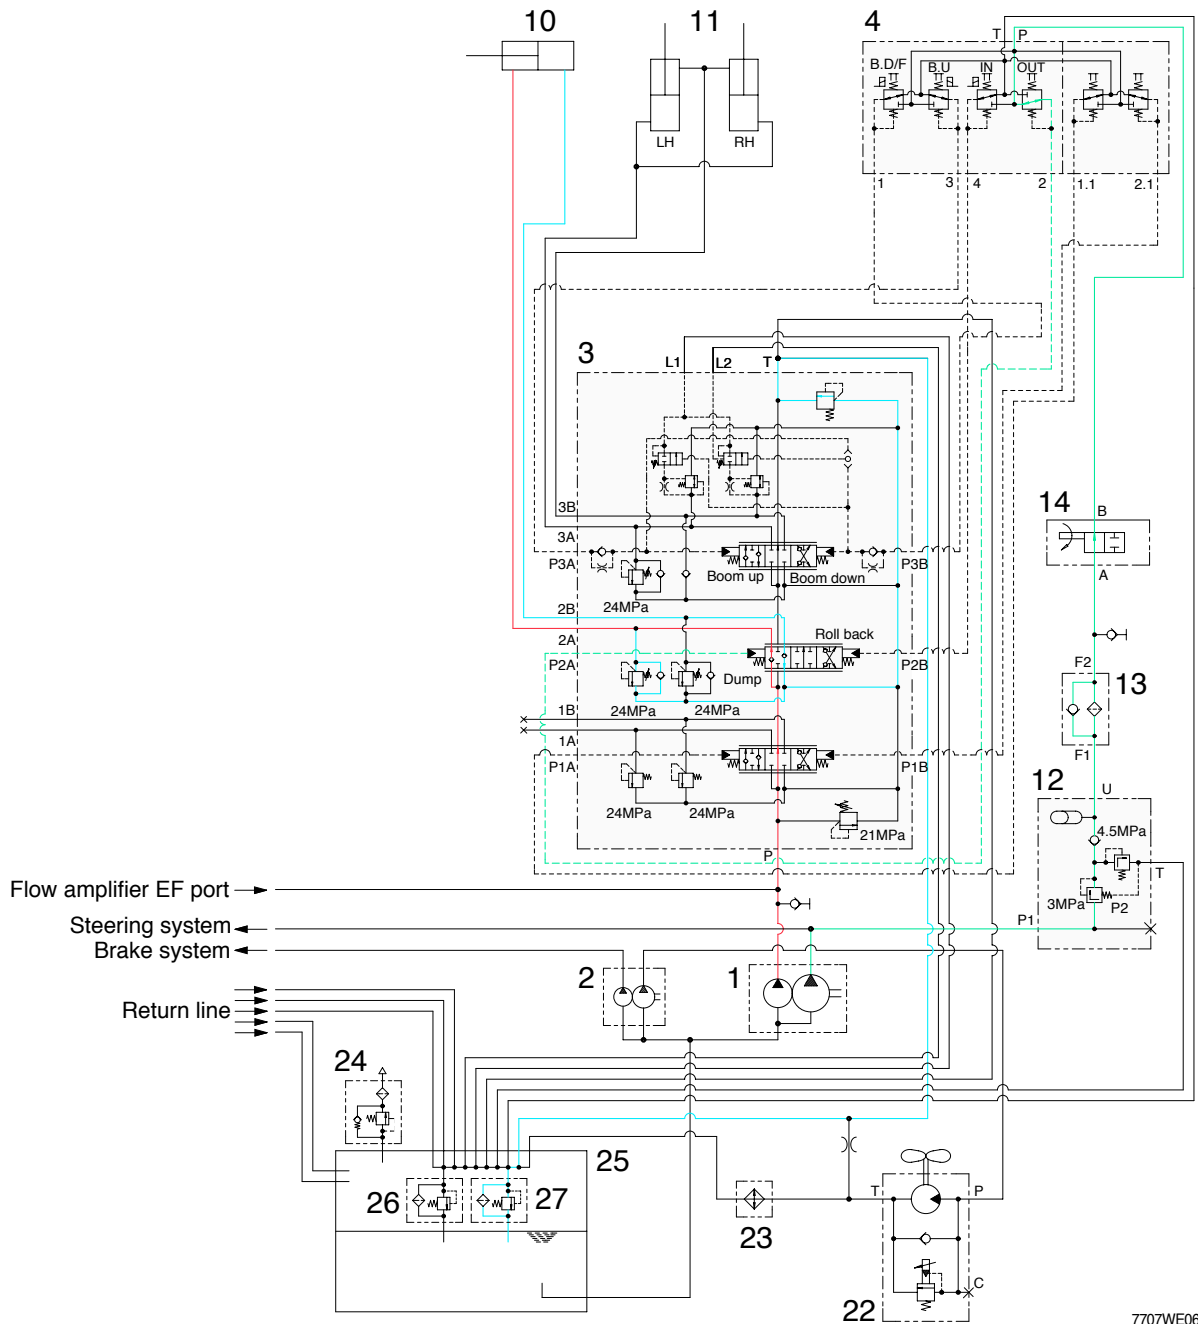 10
11
4
T P
B.D/F
B.U
IN
OUT
LH
RH
1
3
4
2
1.1
2.1
3
L1
L2
T
14
B
3B
3A
P3A
Boom up
Boom down
P3B
A
24MPa
2B
Roll back
2A
P2A
P2B
F2
Dump
13
24MPa
24MPa
1B
1A
F1
P1A
P1B
12
U
24MPa
24MPa
21MPa
4.5MPa
P
T
Flow amplifier EF port
3MPa
P2
Steering system
P1
Brake system
2
1
Return line
24
25
26
27
T
P
23
C
22
7707WE06